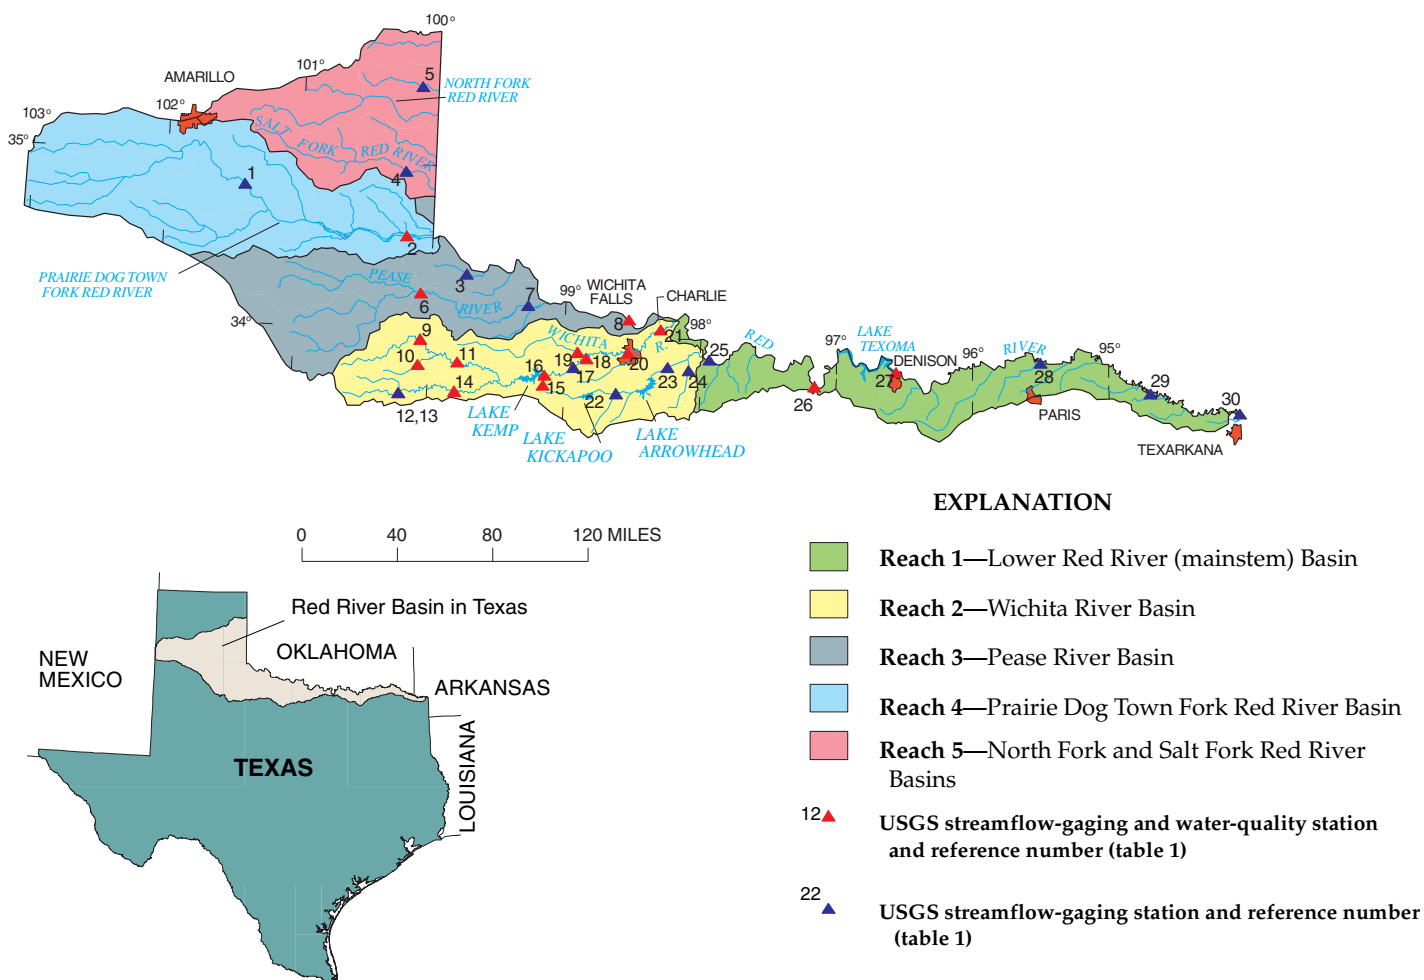 100°
101°
AMARILLO
5
NORTH FORK
RED RIVER
102°
103°
35°
SALT
FORK
RED RIVER
1
4
2
PRAIRIE DOG TOWN
FORK RED RIVER
PEASE
3
6
RIVER
7
99°
WICHITA
FALLS
CHARLIE
34°
8
98°
21
9
10
11
WICHITA
R.
RED
97°
LAKE
TEXOMA
DENISON
96°
RIVER
95°
25
16
15
19
18
17
20
23
24
22
14
12,13
26
27
28
29
30
LAKE
KEMP
LAKE
KICKAPOO
LAKE
ARROWHEAD
PARIS
TEXARKANA
0 40 80 120 MILES
Red River Basin in Texas
NEW
MEXICO
OKLAHOMA
ARKANSAS
LOUISIANA
TEXAS
EXPLANATION
Reach 1—Lower Red River (mainstem) Basin
Reach 2—Wichita River Basin
Reach 3—Pease River Basin
Reach 4—Prairie Dog Town Fork Red River Basin
Reach 5—North Fork and Salt Fork Red River
Basins
12 USGS streamflow-gaging and water-quality station
and reference number (table 1)
22 USGS streamflow-gaging station and reference number
(table 1)